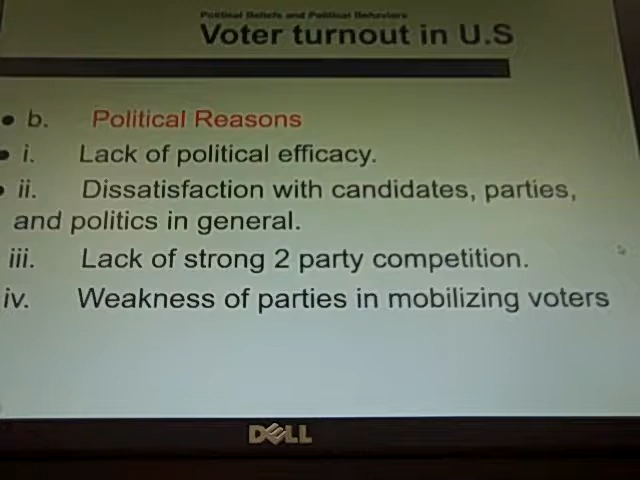 Political Beliefs and Political Behaviors
Voter turnout in U.S
• b. Political Reasons
• i. Lack of political efficacy.
• ii. Dissatisfaction with candidates, parties,
and politics in general.
iii. Lack of strong 2 party competition.
iv. Weakness of parties in mobilizing voters
DELL